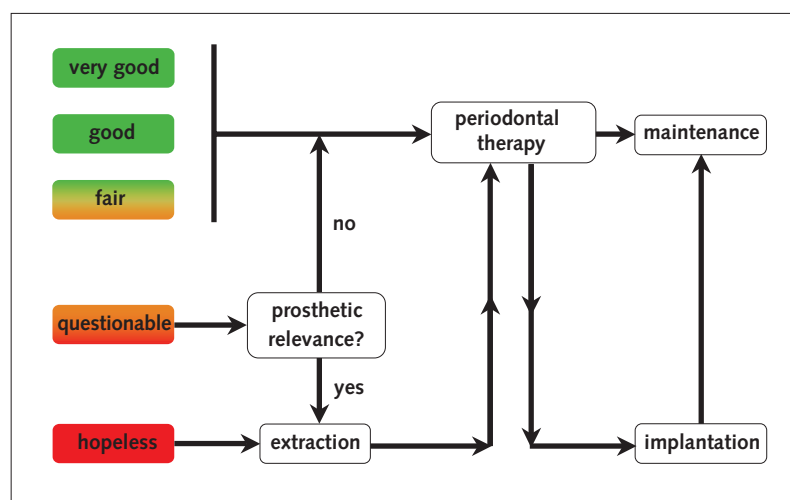 very good
good
fair
questionable
hopeless
no
prosthetic
relevance?
yes
extraction
periodontal
therapy
maintenance
implantation